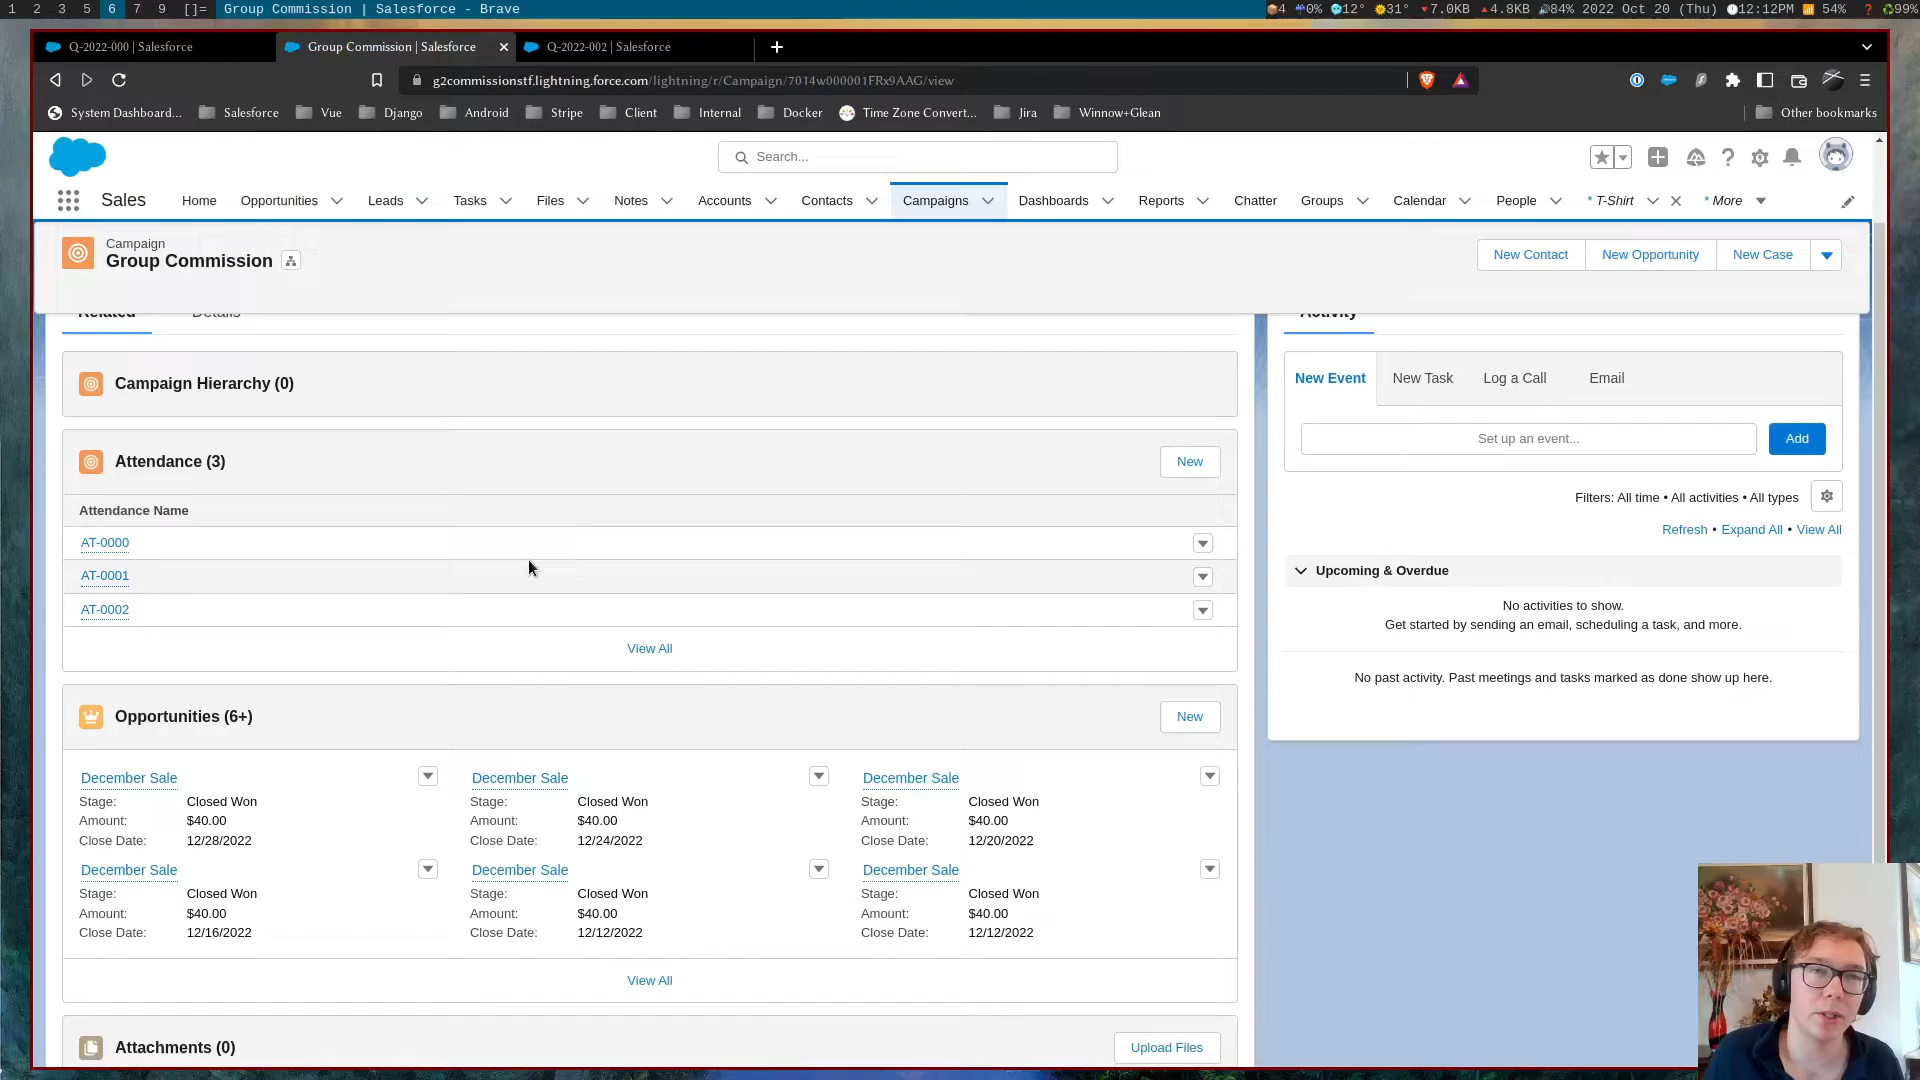 1 2 3 5 6 7 9 []= Group Commission | Salesforce - Brave 4 0% 12° 31° 7.0KB 4.8KB 84% 2022 Oct 20 (Thu) 12:12PM 54% 99%
Q-2022-000 | Salesforce Group Commission | Salesforce Q-2022-002 | Salesforce
g2commissionstf.lightning.force.com/lightning/r/Campaign/7014w000001FRx9AAG/view
System Dashboard... Salesforce Vue Django Android Stripe Client Internal Docker Time Zone Convert... Jira Winnow+Glean Other bookmarks
Search...
Sales Home Opportunities Leads Tasks Files Notes Accounts Contacts Campaigns Dashboards Reports Chatter Groups Calendar People * T-Shirt * More
Campaign
Group Commission
New Contact New Opportunity New Case
Related Details
Activity
Campaign Hierarchy (0)
Attendance (3)
New
Attendance Name
AT-0000
AT-0001
AT-0002
View All
Opportunities (6+)
New
December Sale
Stage: Closed Won
Amount: $40.00
Close Date: 12/28/2022
December Sale
Stage: Closed Won
Amount: $40.00
Close Date: 12/24/2022
December Sale
Stage: Closed Won
Amount: $40.00
Close Date: 12/20/2022
December Sale
Stage: Closed Won
Amount: $40.00
Close Date: 12/16/2022
December Sale
Stage: Closed Won
Amount: $40.00
Close Date: 12/12/2022
December Sale
Stage: Closed Won
Amount: $40.00
Close Date: 12/12/2022
View All
Attachments (0)
Upload Files
New Event New Task Log a Call Email
Set up an event...
Add
Filters: All time • All activities • All types
Refresh • Expand All • View All
Upcoming & Overdue
No activities to show.
Get started by sending an email, scheduling a task, and more.
No past activity. Past meetings and tasks marked as done show up here.